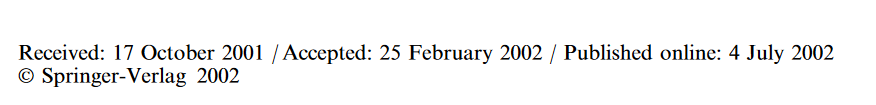 Received: 17 October 2001 / Accepted: 25 February 2002 / Published online: 4 July 2002
© Springer-Verlag 2002